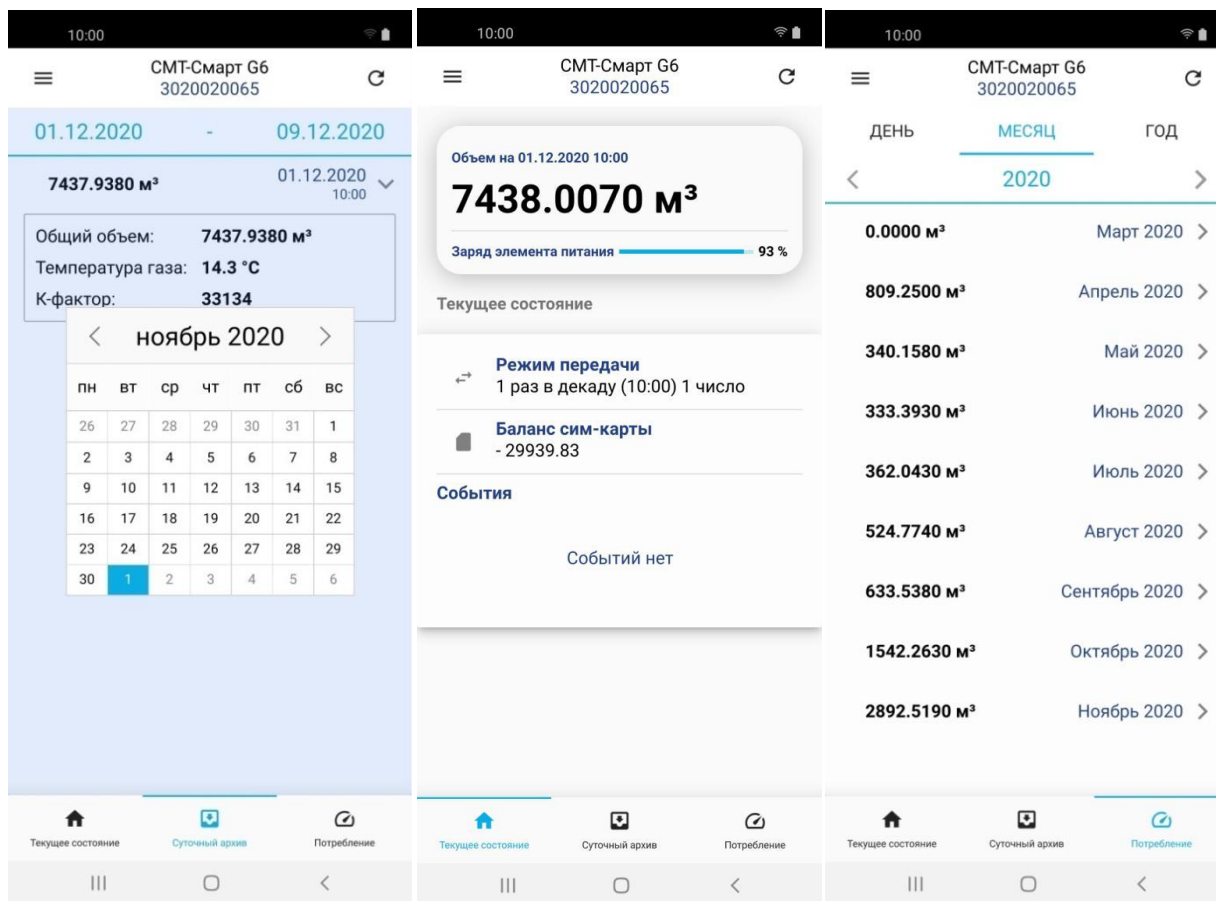 10:00
СМТ-Смарт G6
3020020065
01.12.2020 - 09.12.2020
7437.9380 м³ 01.12.2020
10:00
Общий объем: 7437.9380 м³
Температура газа: 14.3 °C
К-фактор: 33134
ноябрь 2020
пн вт ср чт пт сб вс
26 27 28 29 30 31 1
2 3 4 5 6 7 8
9 10 11 12 13 14 15
16 17 18 19 20 21 22
23 24 25 26 27 28 29
30 1 2 3 4 5 6
Текущее состояние Суточный архив Потребление
10:00
СМТ-Смарт G6
3020020065
Объем на 01.12.2020 10:00
7438.0070 м³
Заряд элемента питания 93 %
Текущее состояние
Режим передачи
1 раз в декаду (10:00) 1 число
Баланс сим-карты
- 29939.83
События
Событий нет
Текущее состояние Суточный архив Потребление
10:00
СМТ-Смарт G6
3020020065
ДЕНЬ МЕСЯЦ ГОД
2020
0.0000 м³ Март 2020
809.2500 м³ Апрель 2020
340.1580 м³ Май 2020
333.3930 м³ Июнь 2020
362.0430 м³ Июль 2020
524.7740 м³ Август 2020
633.5380 м³ Сентябрь 2020
1542.2630 м³ Октябрь 2020
2892.5190 м³ Ноябрь 2020
Текущее состояние Суточный архив Потребление